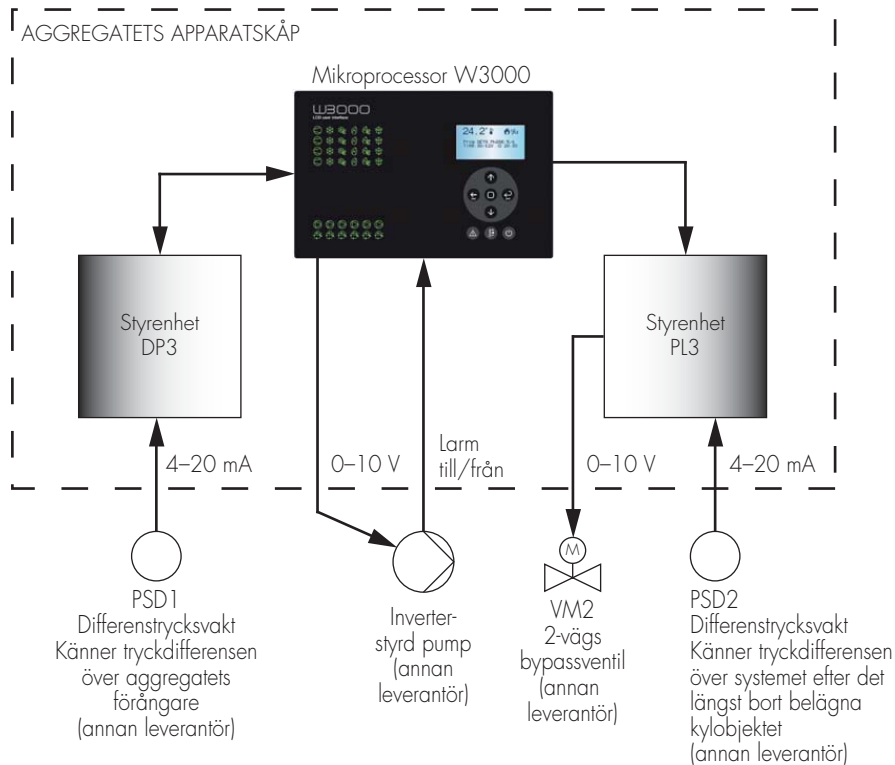 AGGREGATETS APPARATSKÅP
Mikroprocessor W3000
W3000
LCD user interface
24.2°
Styrenhet
DP3
Styrenhet
PL3
4–20 mA
0–10 V
Larm
till/från
0–10 V
4–20 mA
M
PSD1
Differenstrycksvakt
Känner tryckdifferensen
över aggregatets
förångare
(annan leverantör)
Inverter-
styrd pump
(annan
leverantör)
VM2
2-vägs
bypassventil
(annan
leverantör)
PSD2
Differenstrycksvakt
Känner tryckdifferensen
över systemet efter det
längst bort belägna
kylobjektet
(annan leverantör)